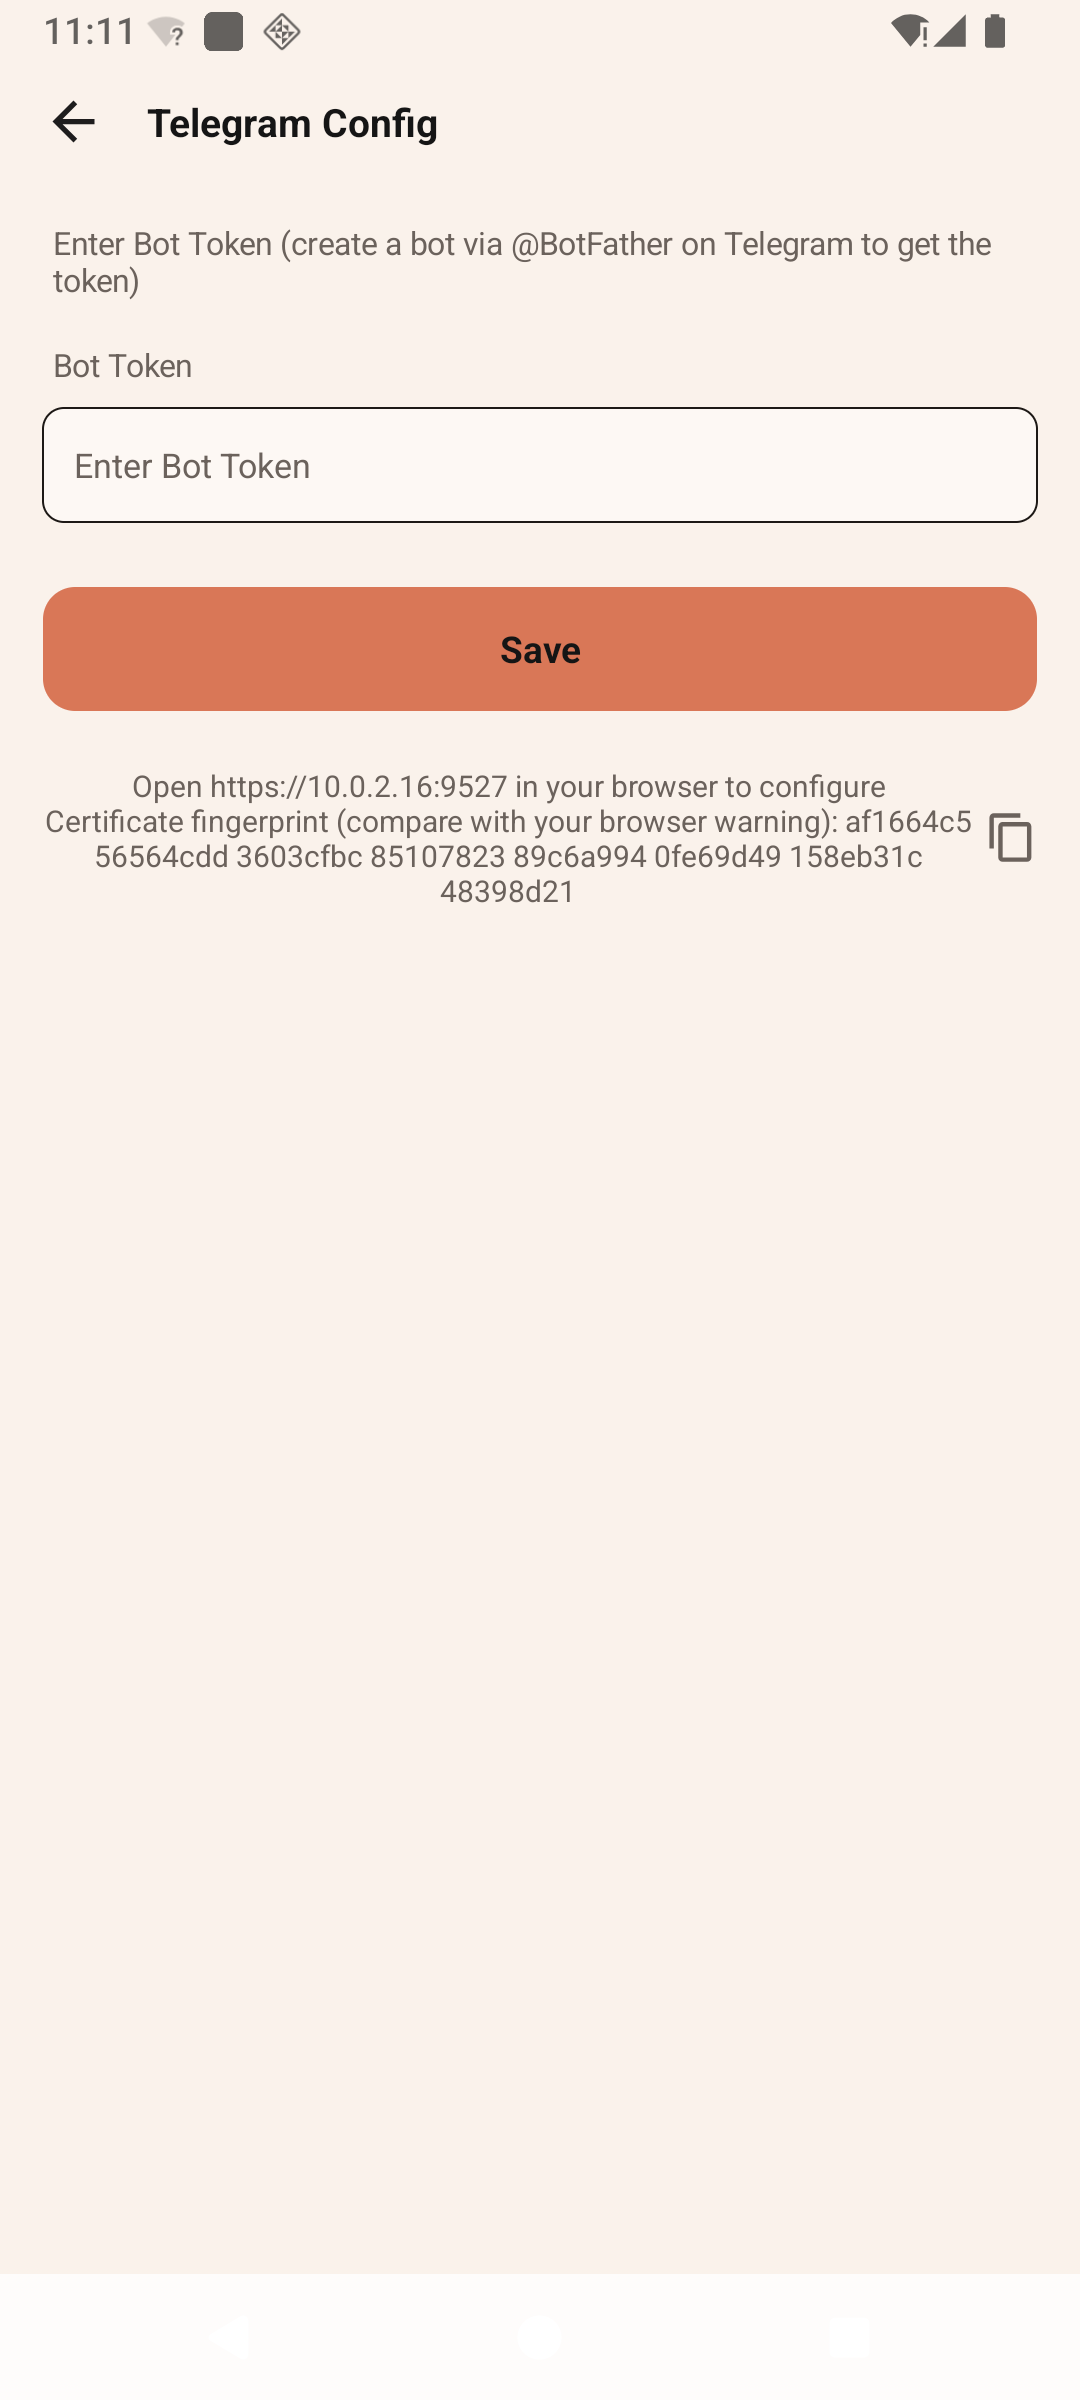 11:11
Telegram Config
Enter Bot Token (create a bot via @BotFather on Telegram to get the
token)
Bot Token
Enter Bot Token
Save
Open https://10.0.2.16:9527 in your browser to configure
Certificate fingerprint (compare with your browser warning): af1664c5
56564cdd 3603cfbc 85107823 89c6a994 0fe69d49 158eb31c
48398d21